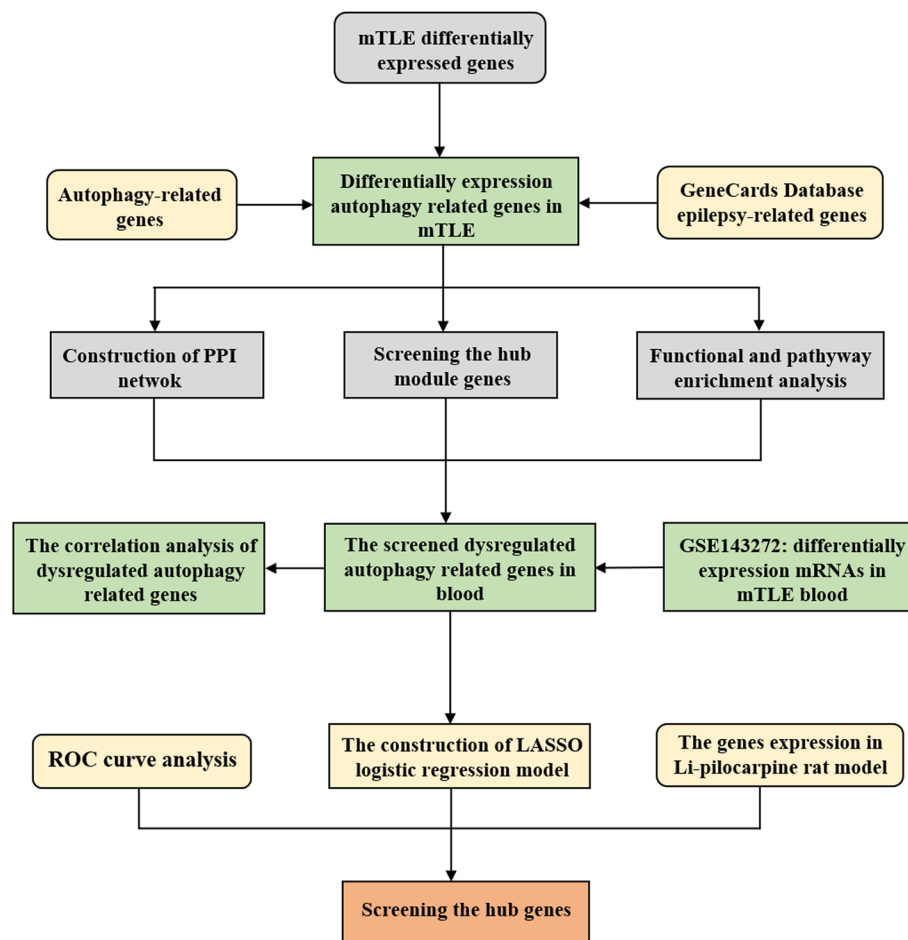 mTLE differentially
expressed genes
Autophagy-related
genes
Differentially expression
autophagy related genes in
mTLE
GeneCards Database
epilepsy-related genes
Construction of PPI
netwok
Screening the hub
module genes
Functional and pathyway
enrichment analysis
The correlation analysis of
dysregulated autophagy
related genes
The screened dysregulated
autophagy related genes in
blood
GSE143272: differentially
expression mRNAs in
mTLE blood
ROC curve analysis
The construction of LASSO
logistic regression model
The genes expression in
Li-pilocarpine rat model
Screening the hub genes